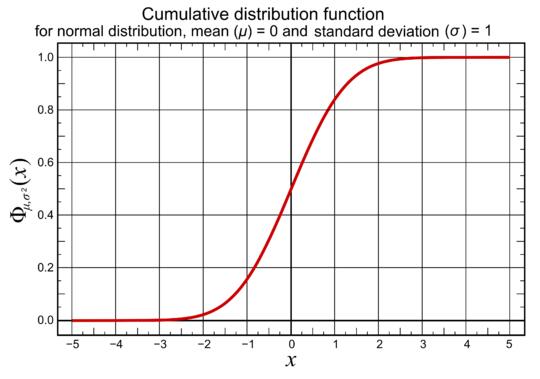 Cumulative distribution function
for normal distribution, mean (μ) = 0 and standard deviation (σ) = 1
1.0
0.8
0.6
0.4
0.2
0.0
Φμ,σ²(x)
−5 −4 −3 −2 −1 0 1 2 3 4 5
x